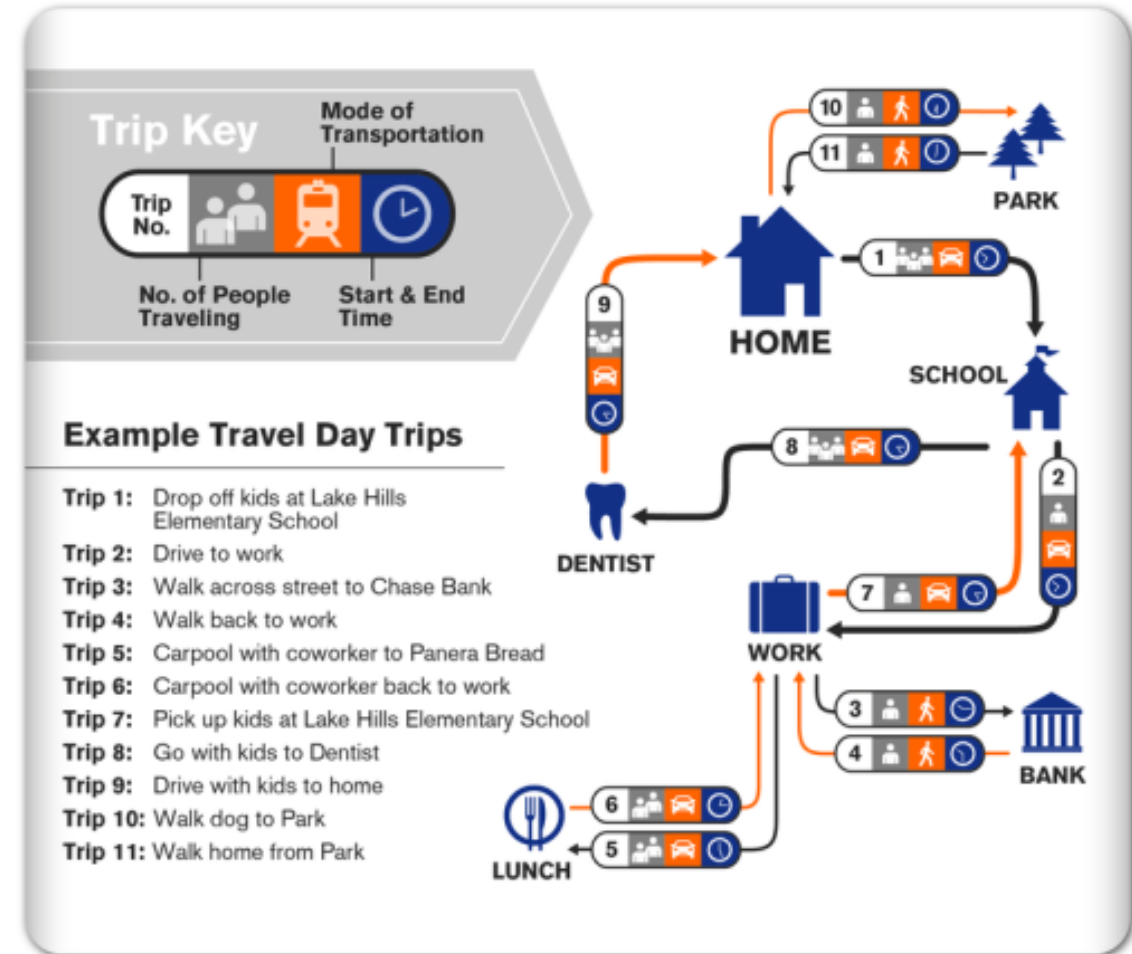 Trip Key
Mode of
Transportation
Trip
No.
No. of People
Traveling
Start & End
Time
Example Travel Day Trips
Trip 1: Drop off kids at Lake Hills
Elementary School
Trip 2: Drive to work
Trip 3: Walk across street to Chase Bank
Trip 4: Walk back to work
Trip 5: Carpool with coworker to Panera Bread
Trip 6: Carpool with coworker back to work
Trip 7: Pick up kids at Lake Hills Elementary School
Trip 8: Go with kids to Dentist
Trip 9: Drive with kids to home
Trip 10: Walk dog to Park
Trip 11: Walk home from Park
10
11
PARK
HOME
1
9
SCHOOL
8
2
DENTIST
7
WORK
3
4
BANK
6
5
LUNCH